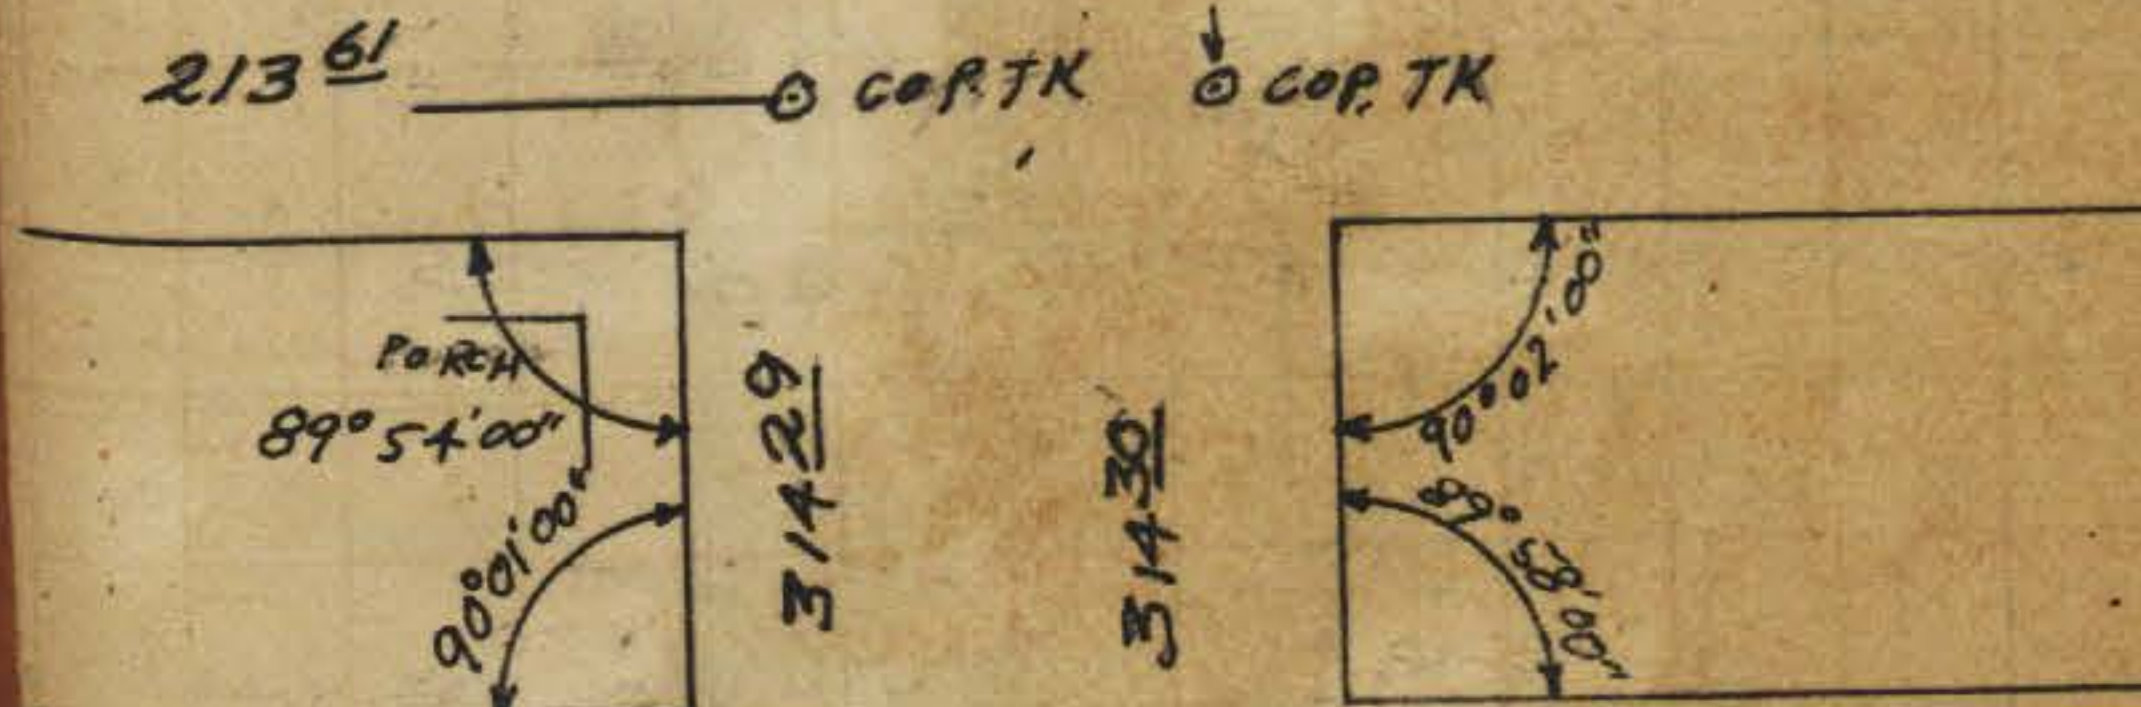 213 61
COP. TK
COP. TK
PORCH
89° 54' 00"
90° 01' 00"
314 29
314 30
90° 02' 00"
89° 58' 00"